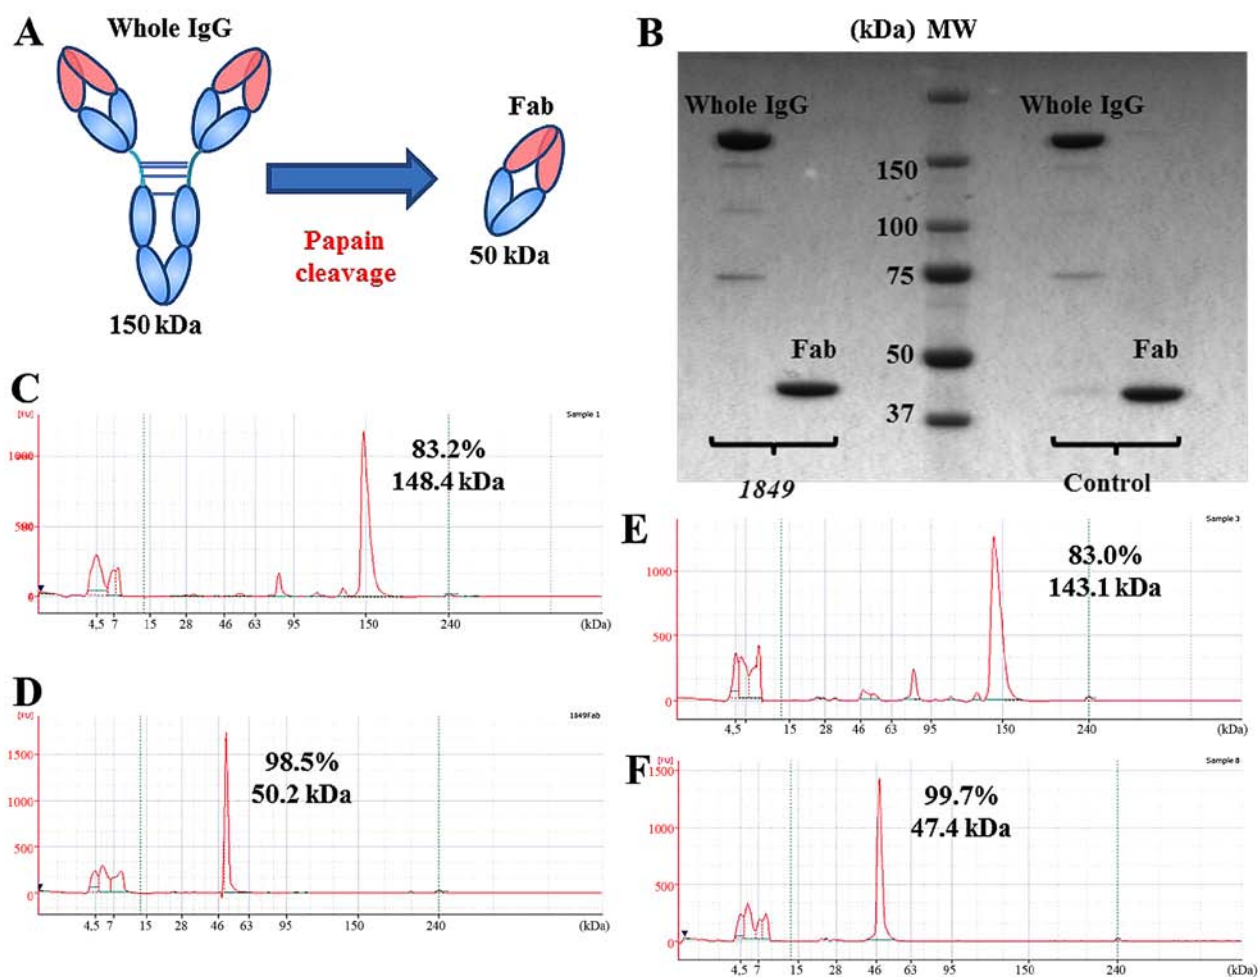 A
Whole IgG
Fab
Papain
cleavage
50 kDa
150 kDa
B
(kDa) MW
Whole IgG
Whole IgG
150
100
75
50
37
Fab
Fab
1849
Control
C
[FU]
Sample 1
83.2%
148.4 kDa
1000
500
0
4,5 7 15 28 46 63 95 150 240 (kDa)
D
[FU]
1849Fab
98.5%
50.2 kDa
1500
1000
500
0
4,5 7 15 28 46 63 95 150 240 (kDa)
E
[FU]
Sample 3
83.0%
143.1 kDa
1000
500
0
4,5 15 28 46 63 95 150 240 (kDa)
F
[FU]
Sample 8
99.7%
47.4 kDa
1500
1000
500
0
4,5 7 15 28 46 63 95 150 240 (kDa)